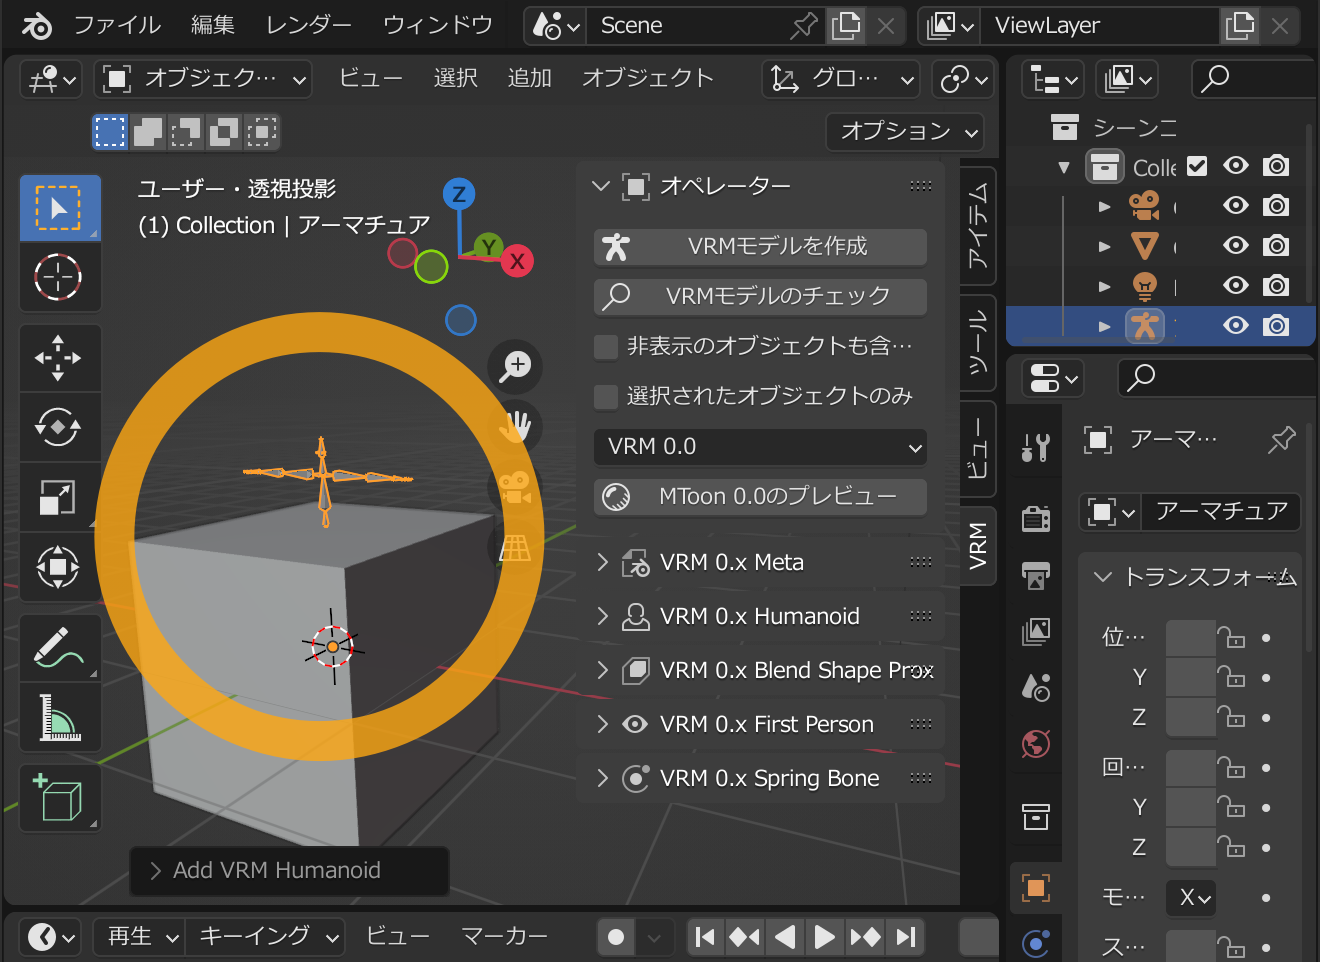 ファイル 編集 レンダー ウィンドウ Scene ViewLayer
オブジェク… ビュー 選択 追加 オブジェクト グロ…
オプション
ユーザー・透視投影
(1) Collection | アーマチュア
Z
Y
X
オペレーター
VRMモデルを作成
VRMモデルのチェック
非表示のオブジェクトも含…
選択されたオブジェクトのみ
VRM 0.0
MToon 0.0のプレビュー
VRM 0.x Meta
VRM 0.x Humanoid
VRM 0.x Blend Shape Prox
VRM 0.x First Person
VRM 0.x Spring Bone
アイテム
ツール
ビュー
VRM
Add VRM Humanoid
再生 キーイング ビュー マーカー
シーンコ
Colle
アーマ…
アーマチュア
トランスフォーム
位…
Y
Z
回…
Y
Z
モ… X
ス…